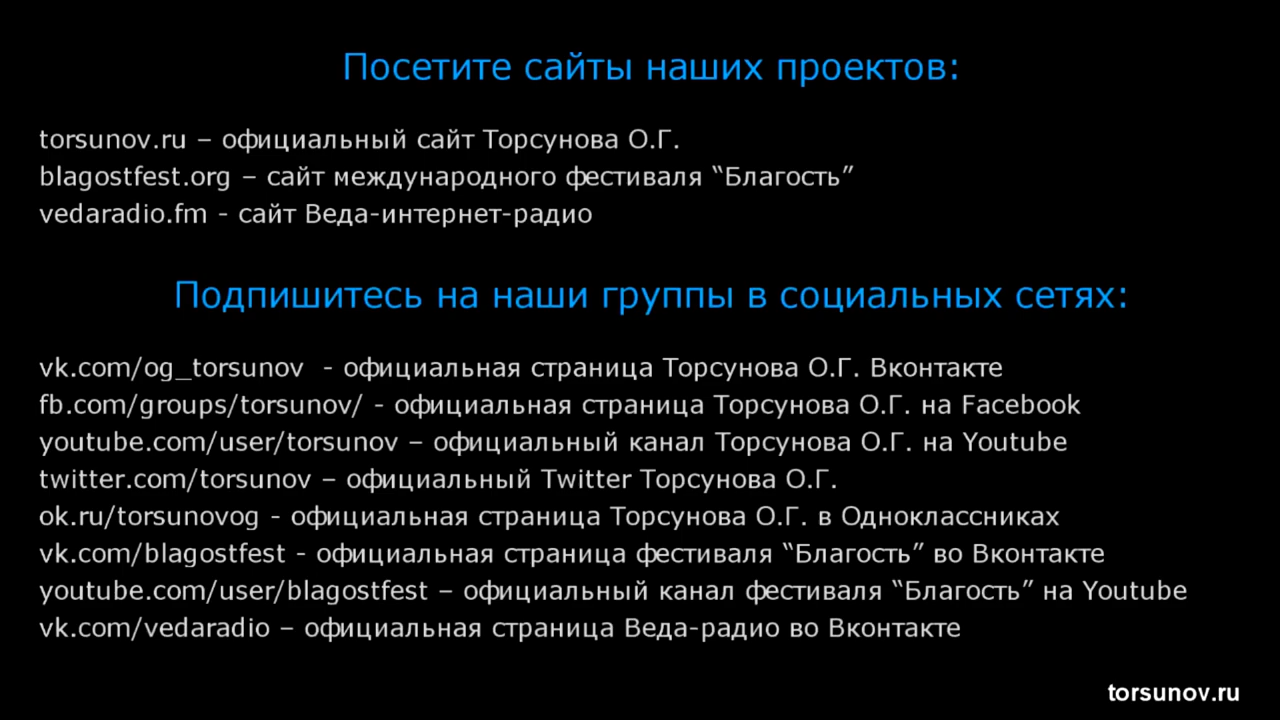 Посетите сайты наших проектов:
torsunov.ru – официальный сайт Торсунова О.Г.
blagostfest.org – сайт международного фестиваля “Благость”
vedaradio.fm - сайт Веда-интернет-радио
Подпишитесь на наши группы в социальных сетях:
vk.com/og_torsunov - официальная страница Торсунова О.Г. Вконтакте
fb.com/groups/torsunov/ - официальная страница Торсунова О.Г. на Facebook
youtube.com/user/torsunov – официальный канал Торсунова О.Г. на Youtube
twitter.com/torsunov – официальный Twitter Торсунова О.Г.
ok.ru/torsunovog - официальная страница Торсунова О.Г. в Одноклассниках
vk.com/blagostfest - официальная страница фестиваля “Благость” во Вконтакте
youtube.com/user/blagostfest – официальный канал фестиваля “Благость” на Youtube
vk.com/vedaradio – официальная страница Веда-радио во Вконтакте
torsunov.ru